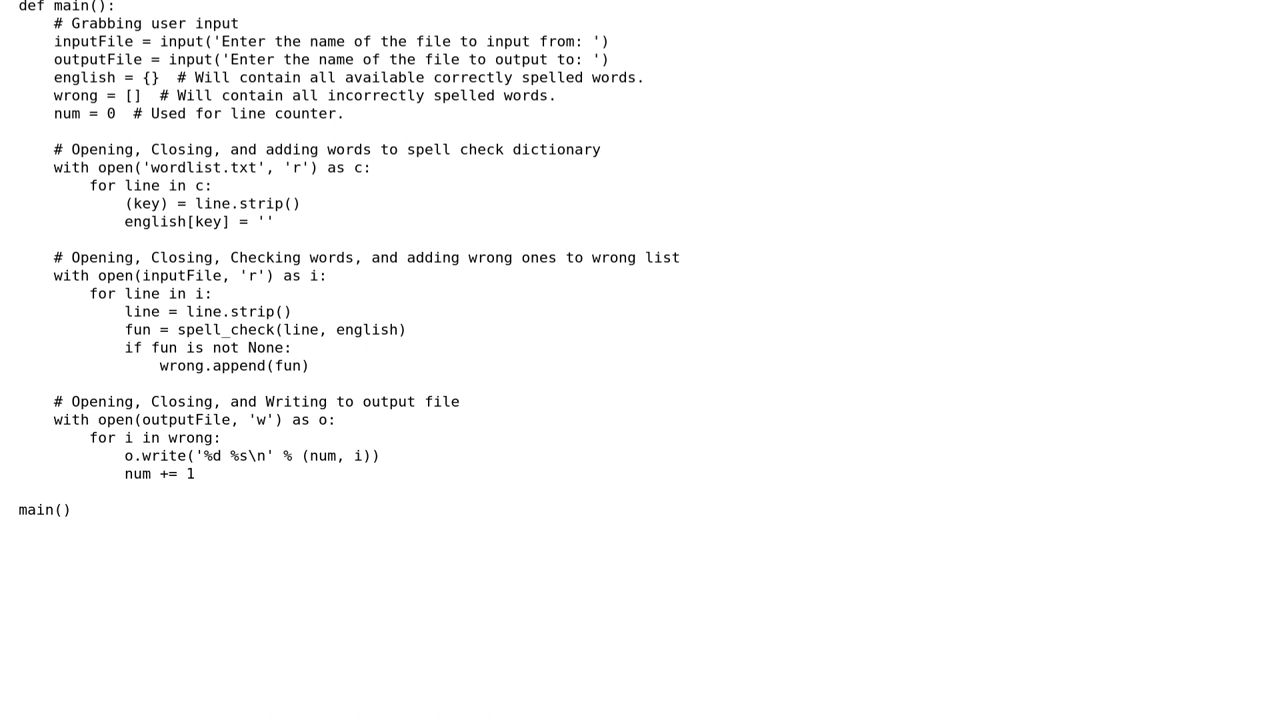 def main():
    # Grabbing user input
    inputFile = input('Enter the name of the file to input from: ')
    outputFile = input('Enter the name of the file to output to: ')
    english = {}  # Will contain all available correctly spelled words.
    wrong = []  # Will contain all incorrectly spelled words.
    num = 0  # Used for line counter.

    # Opening, Closing, and adding words to spell check dictionary
    with open('wordlist.txt', 'r') as c:
        for line in c:
            (key) = line.strip()
            english[key] = ''

    # Opening, Closing, Checking words, and adding wrong ones to wrong list
    with open(inputFile, 'r') as i:
        for line in i:
            line = line.strip()
            fun = spell_check(line, english)
            if fun is not None:
                wrong.append(fun)

    # Opening, Closing, and Writing to output file
    with open(outputFile, 'w') as o:
        for i in wrong:
            o.write('%d %s\n' % (num, i))
            num += 1

main()